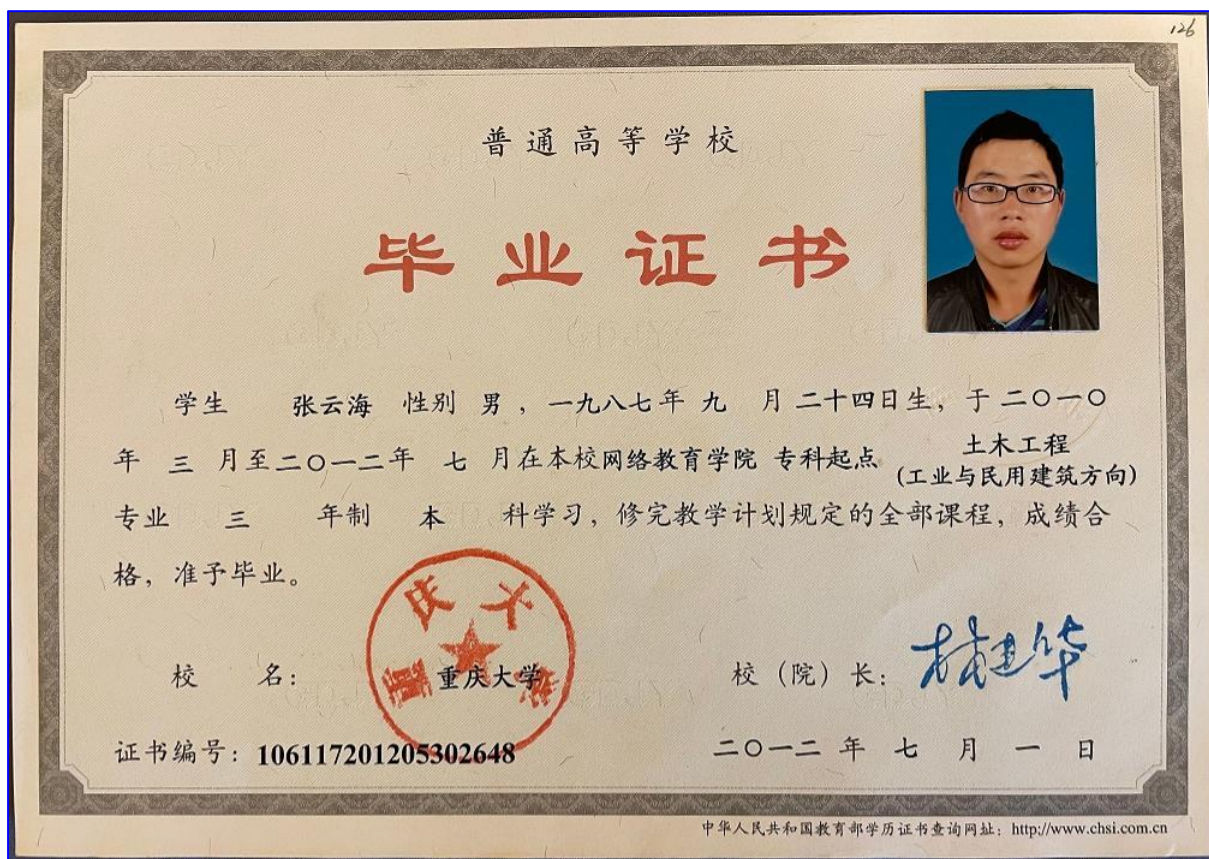 126
普通高等学校
毕业证书
学生 张云海 性别 男，一九八七年 九 月 二十四日生，于 二〇一〇
年 三 月至二〇一二年 七 月在本校网络教育学院 专科起点 土木工程
(工业与民用建筑方向)
专业 三 年制 本 科学习，修完教学计划规定的全部课程，成绩合
格，准予毕业。
重庆大学
校 名： 重庆大学 校（院）长：
证书编号：106117201205302648 二〇一二 年 七 月 一 日
中华人民共和国教育部学历证书查询网址：http://www.chsi.com.cn